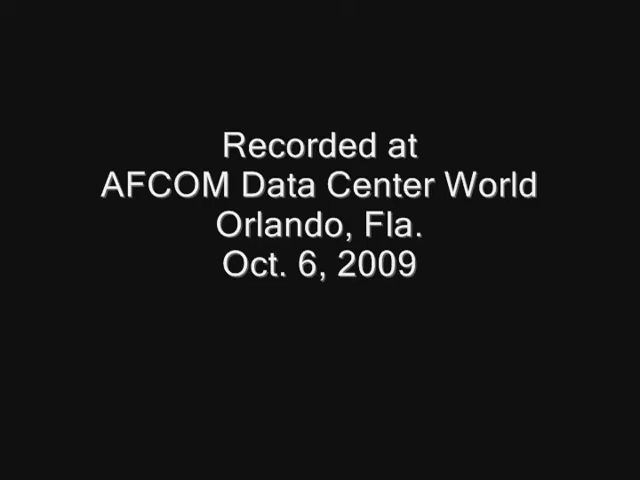 Recorded at
AFCOM Data Center World
Orlando, Fla.
Oct. 6, 2009